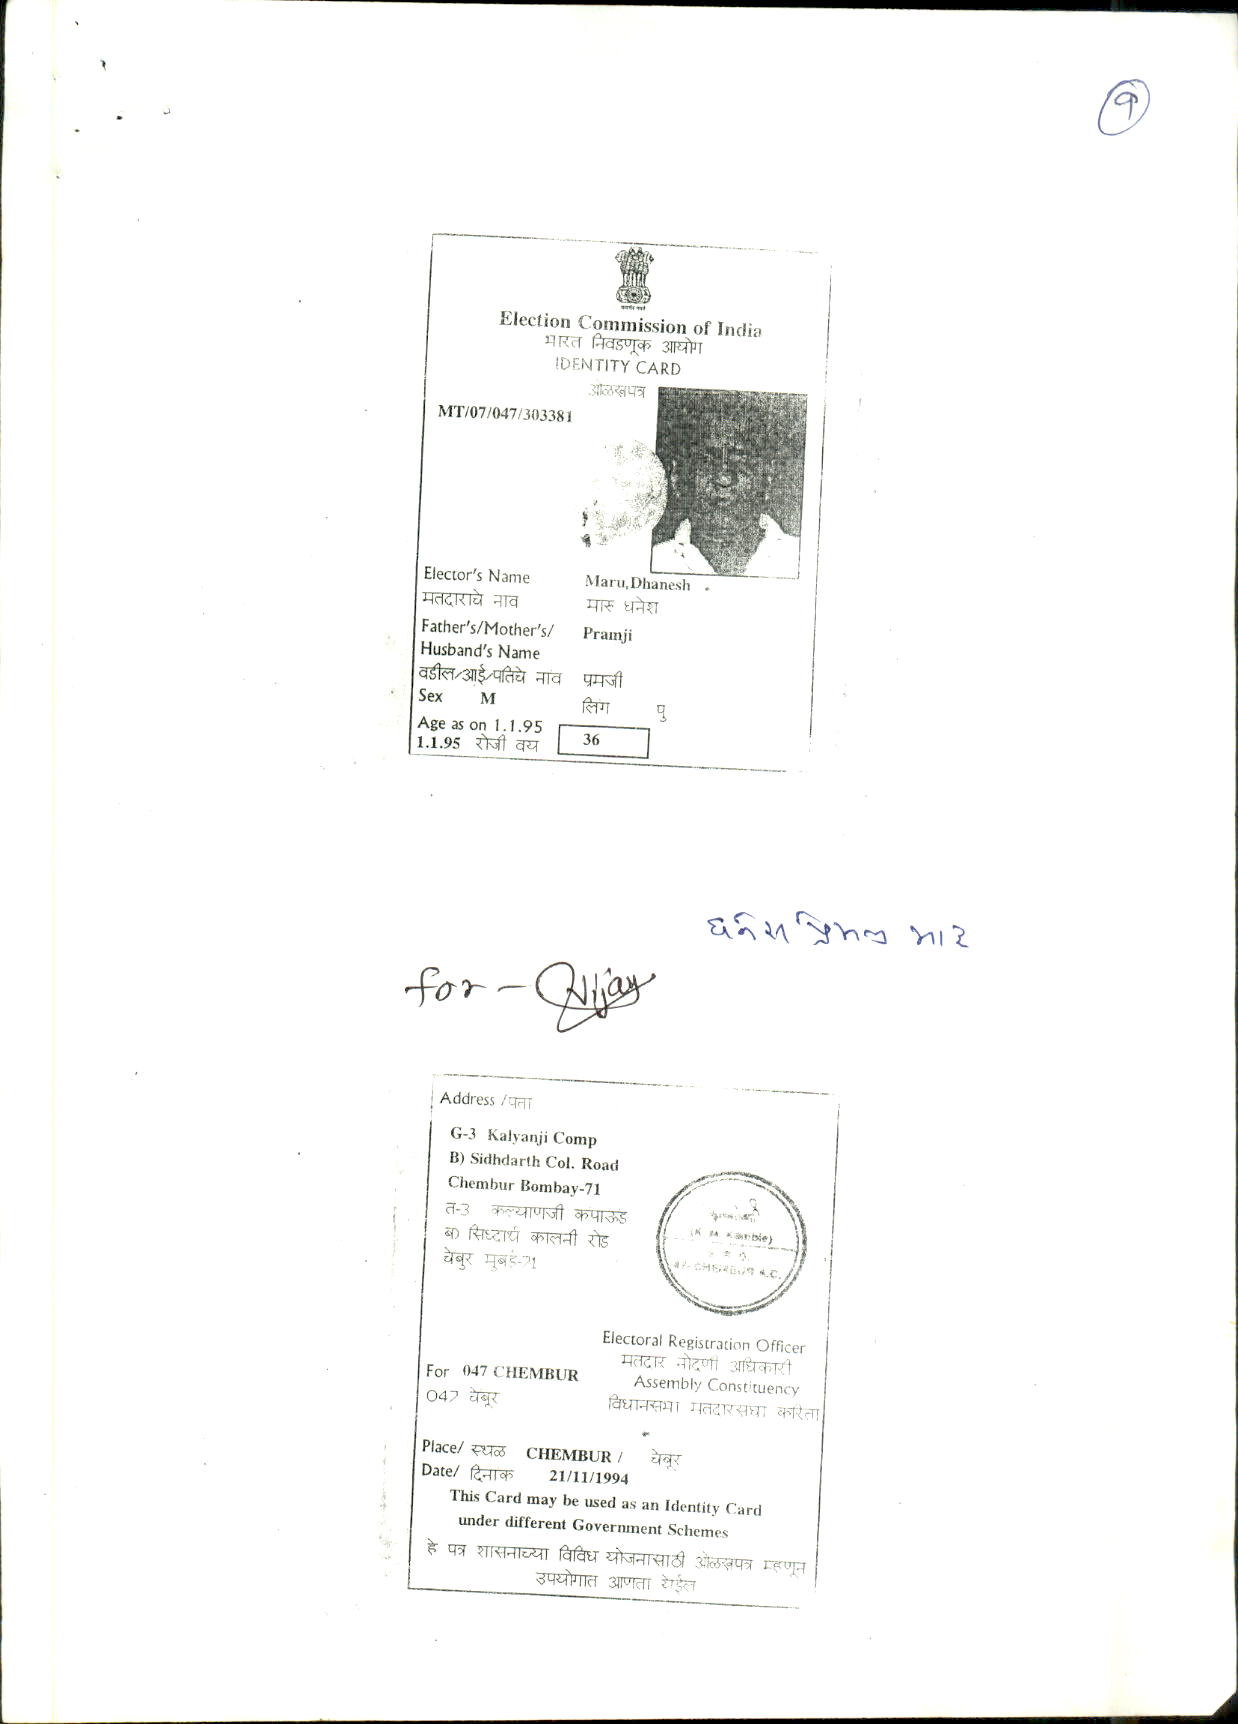 १
Election Commission of India
भारत निवडणूक आयोग
IDENTITY CARD
ओळखपत्र
MT/07/047/303381
Elector's Name Maru,Dhanesh
मतदाराचे नाव मारू धनेश
Father's/Mother's/ Pramji
Husband's Name
वडील/आई/पतिचे नाव प्रमजी
Sex M लिंग पु
Age as on 1.1.95
1.1.95 रोजी वय 36
ધનેશ પ્રેમજી મારૂ
for - Vijay
Address /पता
G-3 Kalyanji Comp
B) Sidhdarth Col. Road
Chembur Bombay-71
त-3 कल्याणजी कंपाऊंड
ब) सिध्दार्थ कालनी रोड
चेंबुर मुबई-71
(K M Kamble)
47-CHEMBUR A.C.
Electoral Registration Officer
मतदार नोंदणी अधिकारी
For 047 CHEMBUR Assembly Constituency
047 चेंबूर विधानसभा मतदारसंघा करिता
Place/ स्थळ CHEMBUR / चेंबूर
Date/ दिनांक 21/11/1994
This Card may be used as an Identity Card
under different Government Schemes
हे पत्र शासनाच्या विविध योजनासाठी ओळखपत्र म्हणून
उपयोगात आणता येईल